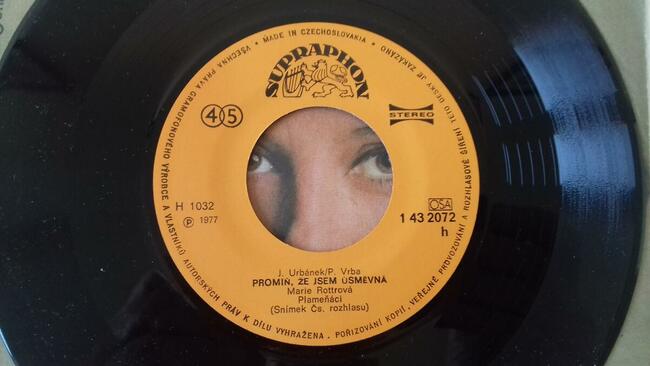 VŠECHNA PRÁVA GRAMOFONOVÉHO VÝROBCE A VLASTNÍKŮ AUTORSKÝCH PRÁV K DÍLU VYHRAŽENA. POŘIZOVÁNÍ KOPIÍ, VEŘEJNÉ PROVOZOVÁNÍ A ROZHLASOVÉ ŠÍŘENÍ TÉTO DESKY JE ZAKÁZÁNO
• MADE IN CZECHOSLOVAKIA •
SUPRAPHON
45
STEREO
H 1032
Ⓟ 1977
OSA
1 43 2072
h
J. Urbánek/P. Vrba
PROMIŇ, ŽE JSEM ÚSMĚVNÁ
Marie Rottrová
Plameňáci
(Snímek Čs. rozhlasu)